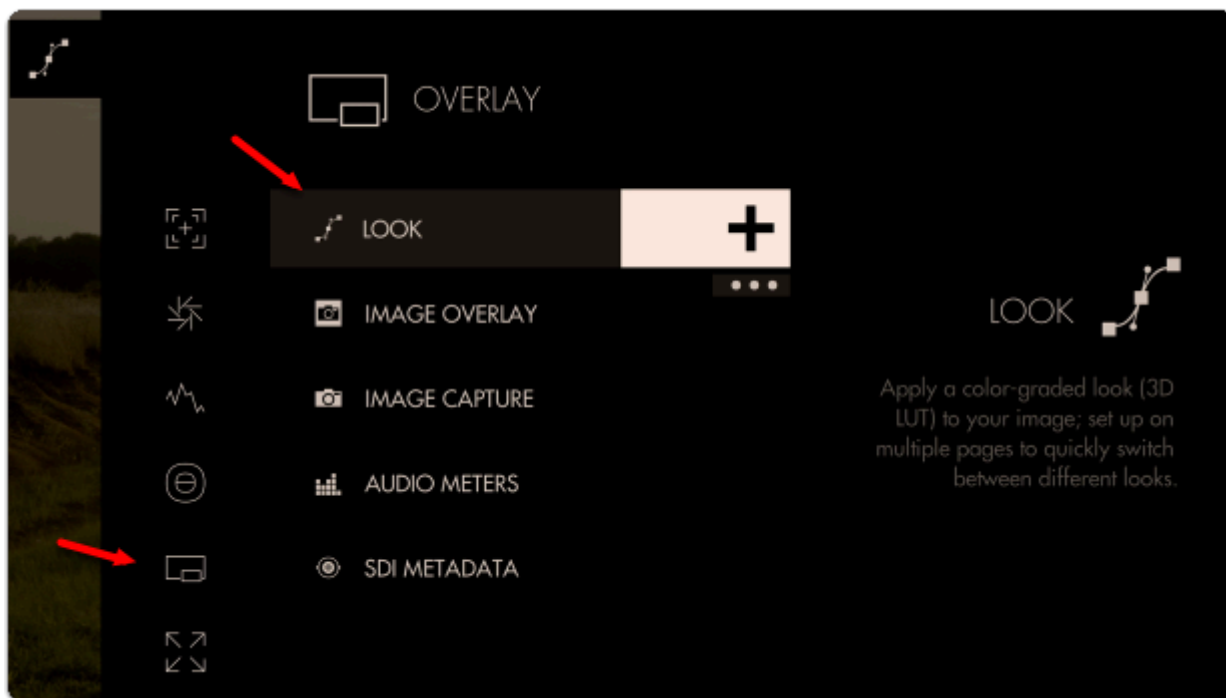 OVERLAY
LOOK
IMAGE OVERLAY
IMAGE CAPTURE
AUDIO METERS
SDI METADATA
LOOK
Apply a color-graded look (3D
LUT) to your image; set up on
multiple pages to quickly switch
between different looks.